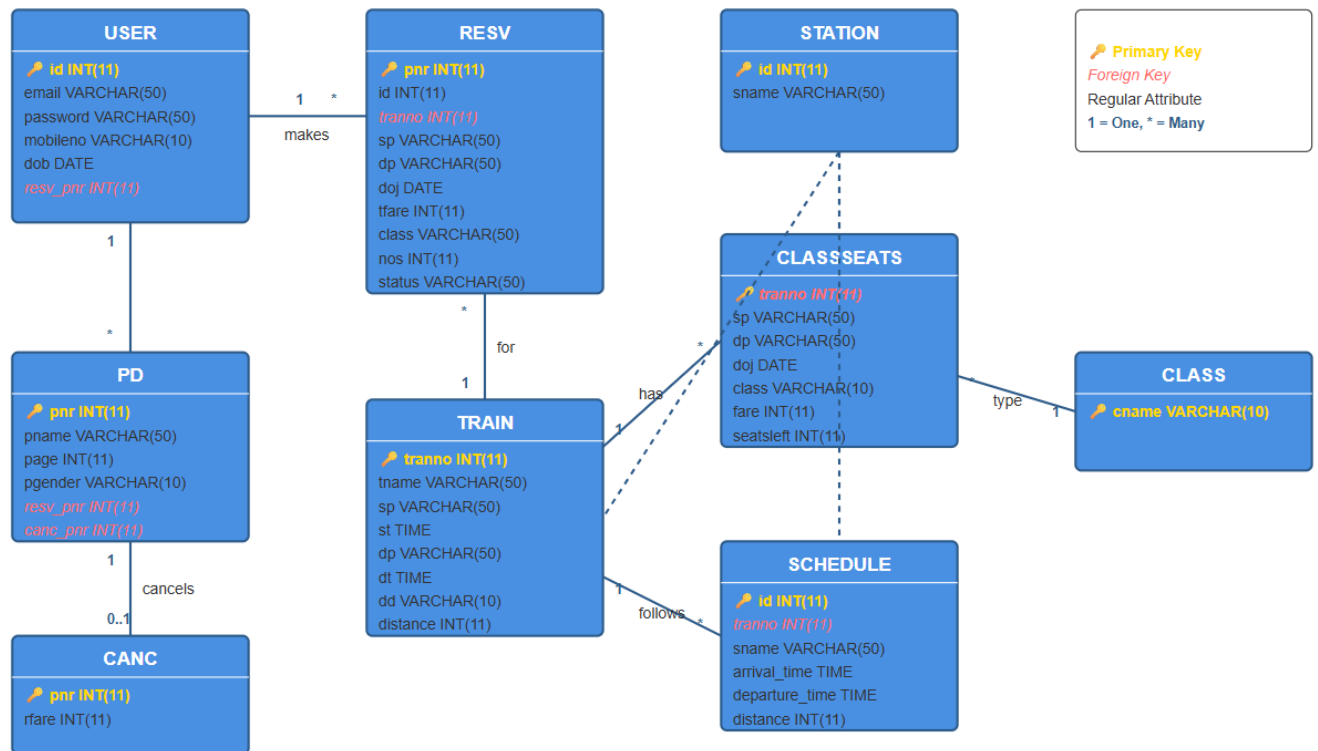 USER
id INT(11)
email VARCHAR(50)
password VARCHAR(50)
mobileno VARCHAR(10)
dob DATE
resv_pnr INT(11)
1 *
makes
RESV
pnr INT(11)
id INT(11)
tranno INT(11)
sp VARCHAR(50)
dp VARCHAR(50)
doj DATE
tfare INT(11)
class VARCHAR(50)
nos INT(11)
status VARCHAR(50)
STATION
id INT(11)
sname VARCHAR(50)
Primary Key
Foreign Key
Regular Attribute
1 = One, * = Many
1
*
*
for
1
CLASSSEATS
tranno INT(11)
sp VARCHAR(50)
dp VARCHAR(50)
doj DATE
class VARCHAR(10)
fare INT(11)
seatsleft INT(11)
*
has
1
*
type
1
CLASS
cname VARCHAR(10)
PD
pnr INT(11)
pname VARCHAR(50)
page INT(11)
pgender VARCHAR(10)
resv_pnr INT(11)
canc_pnr INT(11)
TRAIN
tranno INT(11)
tname VARCHAR(50)
sp VARCHAR(50)
st TIME
dp VARCHAR(50)
dt TIME
dd VARCHAR(10)
distance INT(11)
1
cancels
0..1
1
follows
*
SCHEDULE
id INT(11)
tranno INT(11)
sname VARCHAR(50)
arrival_time TIME
departure_time TIME
distance INT(11)
CANC
pnr INT(11)
rfare INT(11)